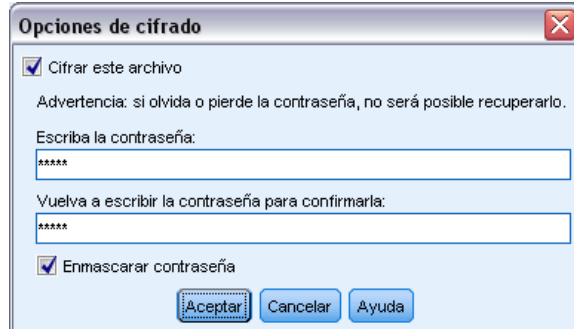 Opciones de cifrado
Cifrar este archivo
Advertencia: si olvida o pierde la contraseña, no será posible recuperarlo.
Escriba la contraseña:
*****
Vuelva a escribir la contraseña para confirmarla:
*****
Enmascarar contraseña
Aceptar Cancelar Ayuda